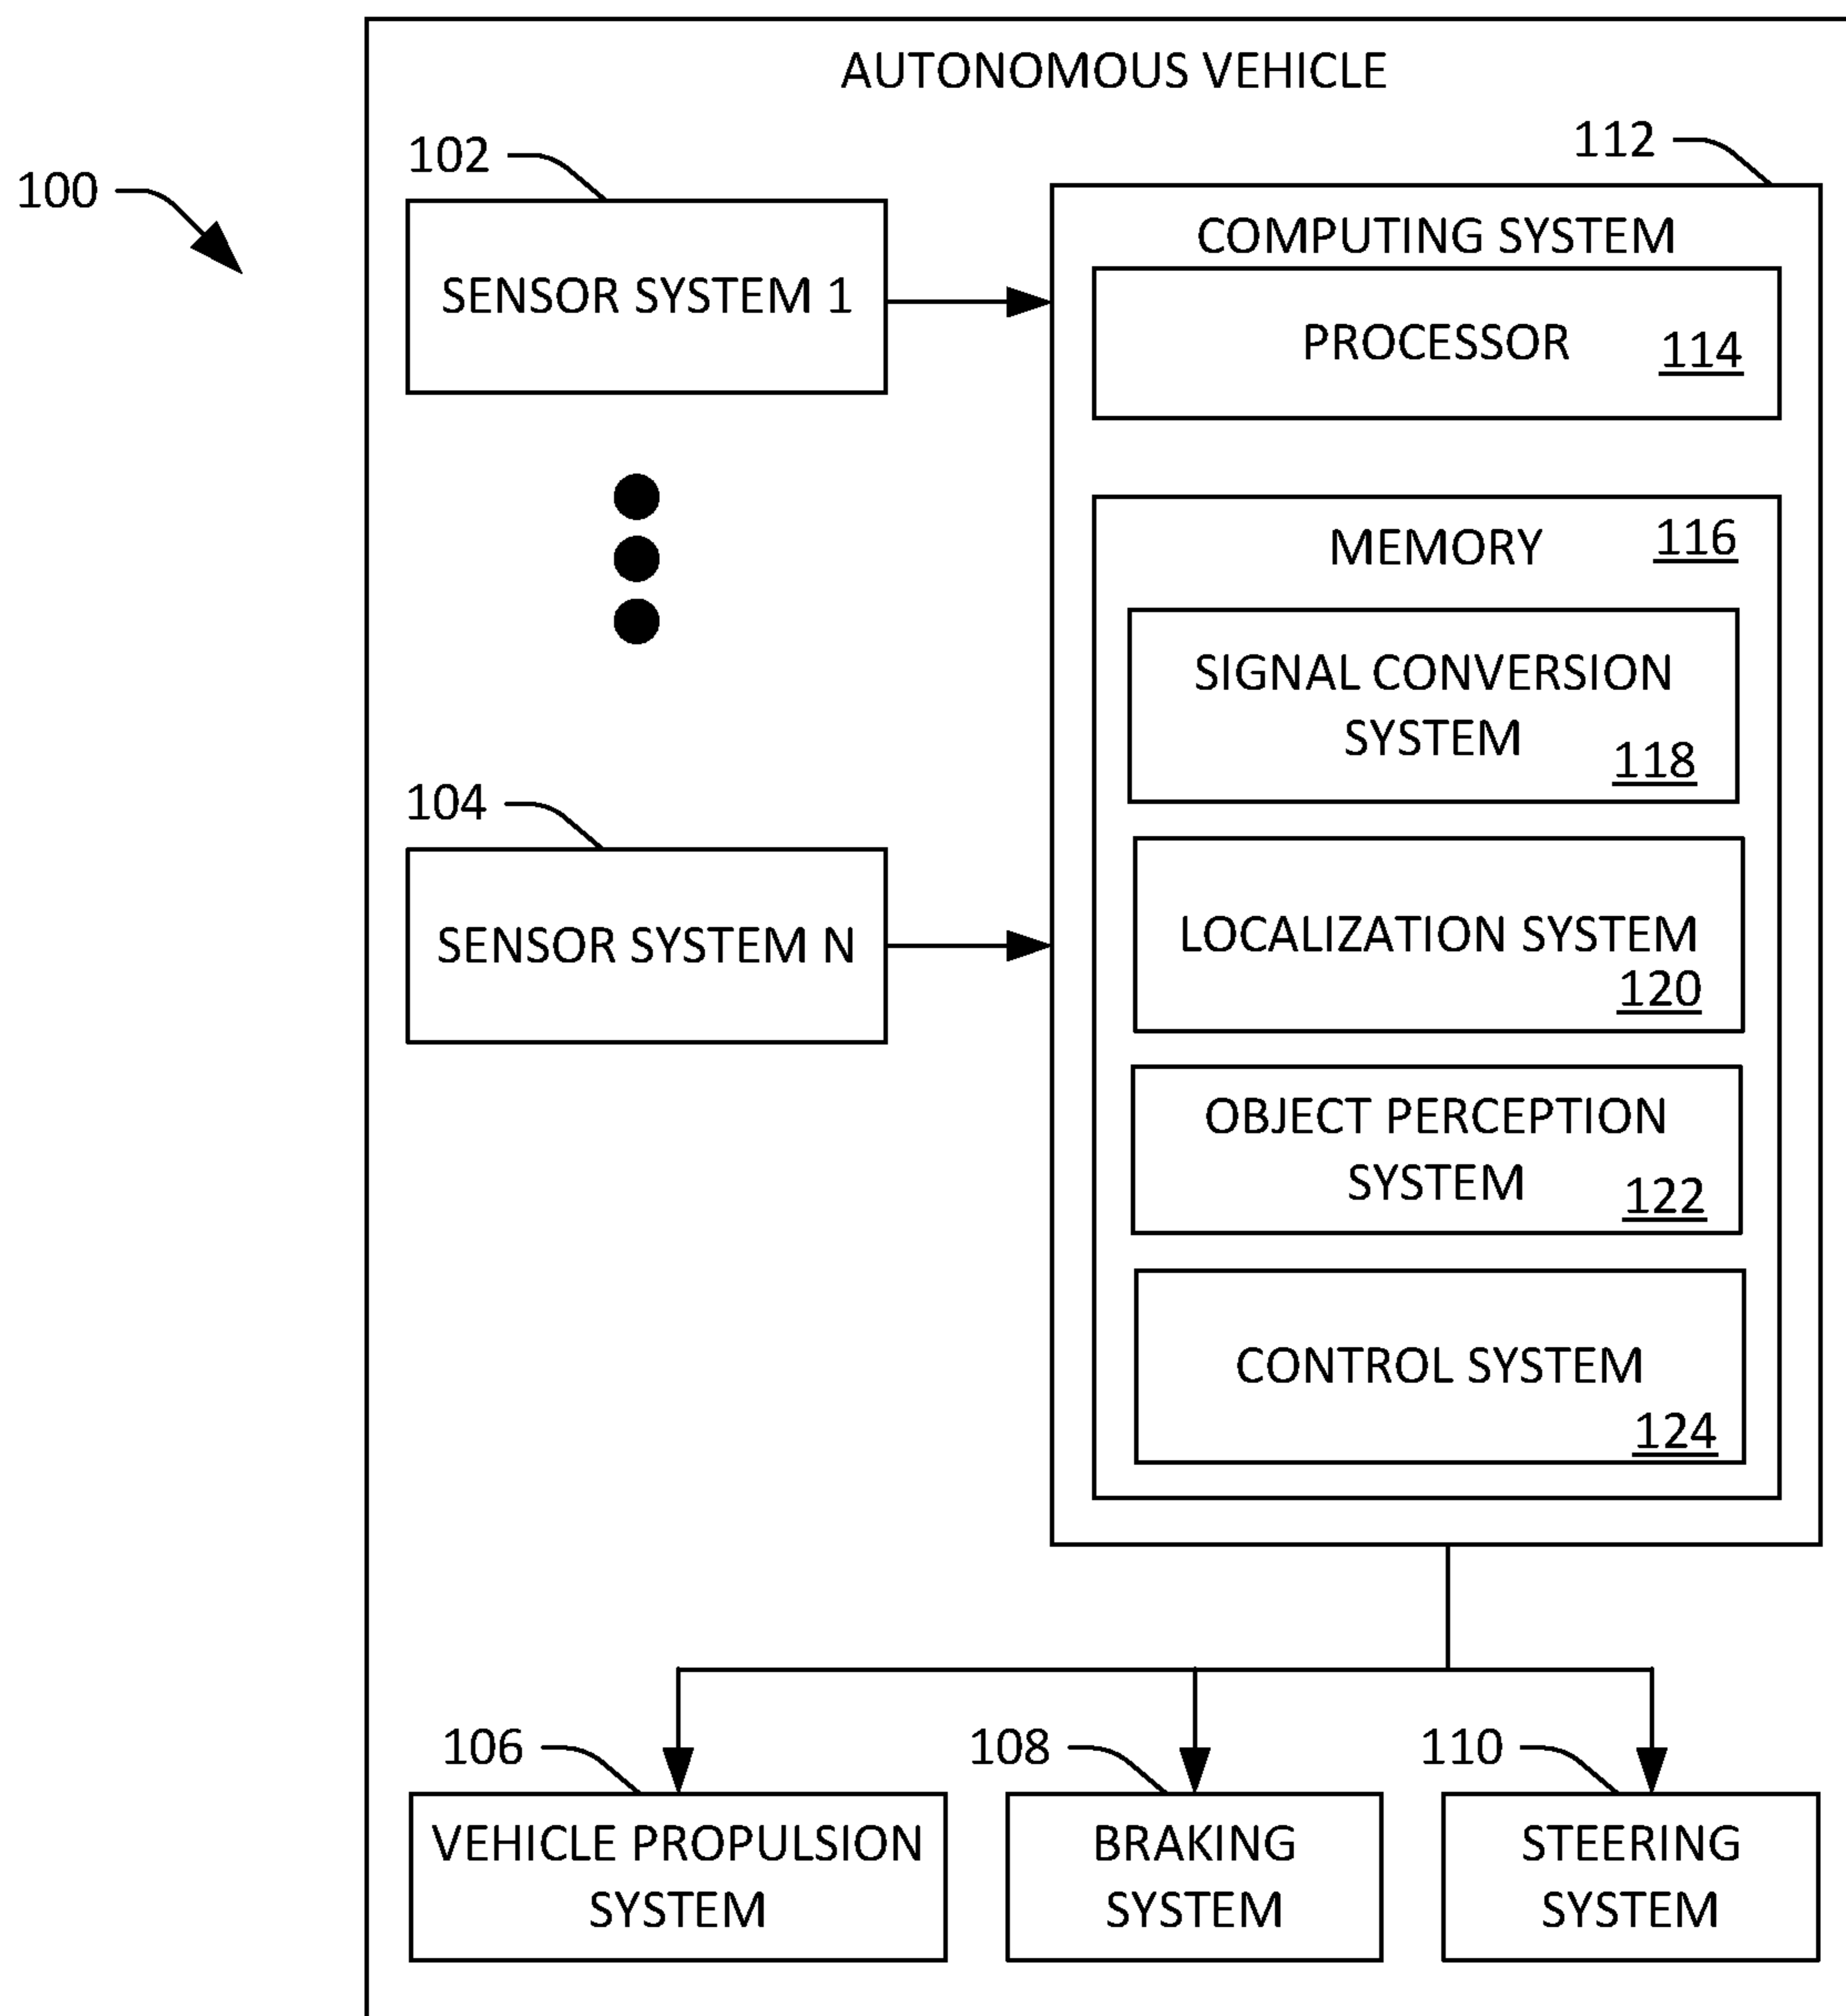 AUTONOMOUS VEHICLE
100
102
SENSOR SYSTEM 1
112
COMPUTING SYSTEM
PROCESSOR
114
MEMORY
116
SIGNAL CONVERSION
SYSTEM
118
104
SENSOR SYSTEM N
LOCALIZATION SYSTEM
120
OBJECT PERCEPTION
SYSTEM
122
CONTROL SYSTEM
124
106
VEHICLE PROPULSION
SYSTEM
108
BRAKING
SYSTEM
110
STEERING
SYSTEM